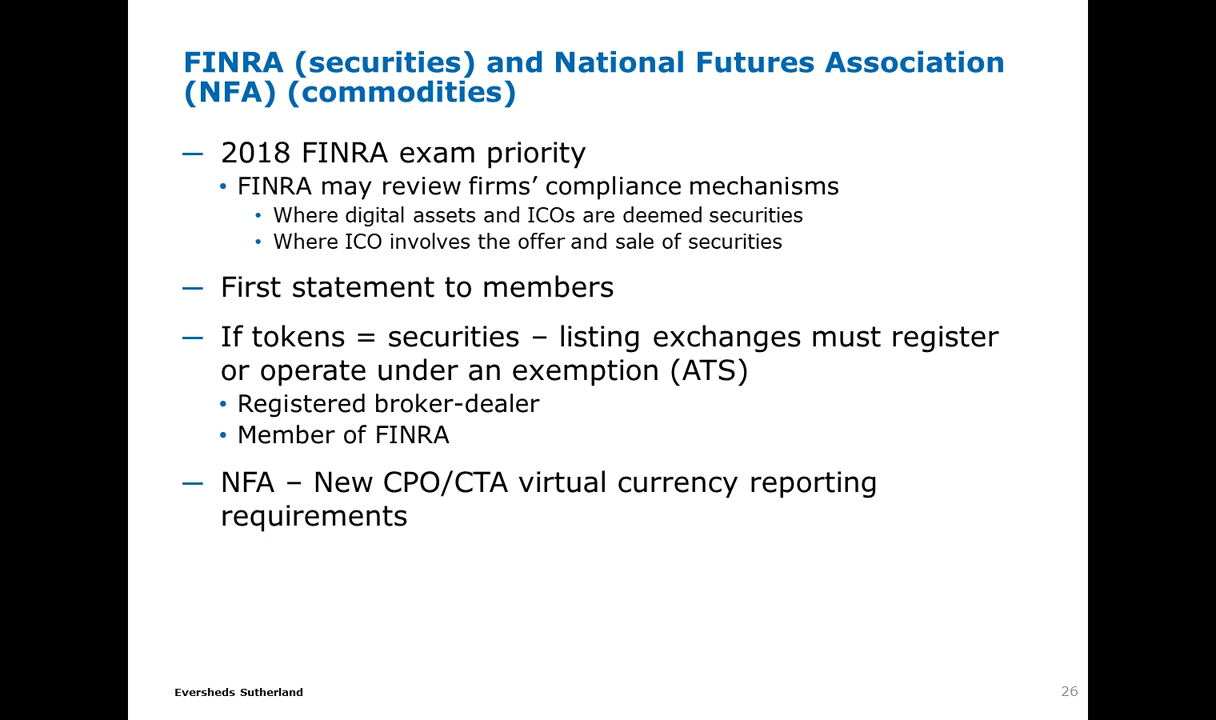 FINRA (securities) and National Futures Association
(NFA) (commodities)
— 2018 FINRA exam priority
• FINRA may review firms’ compliance mechanisms
• Where digital assets and ICOs are deemed securities
• Where ICO involves the offer and sale of securities
— First statement to members
— If tokens = securities – listing exchanges must register
or operate under an exemption (ATS)
• Registered broker-dealer
• Member of FINRA
— NFA – New CPO/CTA virtual currency reporting
requirements
Eversheds Sutherland
26